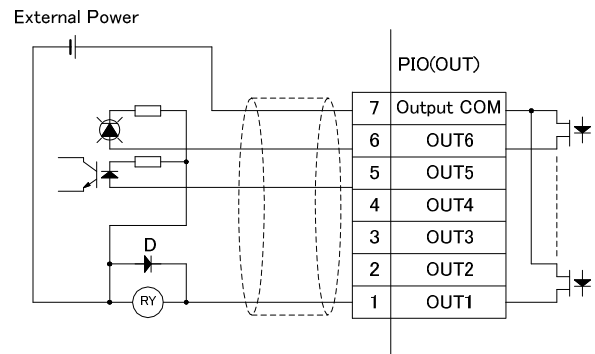 External Power
PIO(OUT)
7 Output COM
6 OUT6
5 OUT5
4 OUT4
3 OUT3
D
2 OUT2
RY
1 OUT1